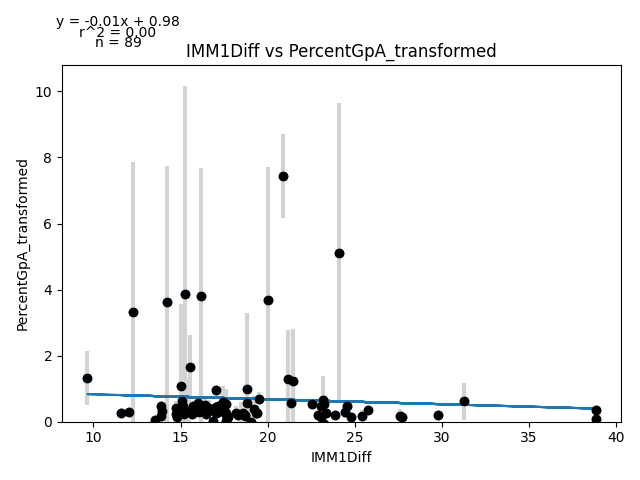 y = -0.01x + 0.98
r^2 = 0.00
n = 89
IMM1Diff vs PercentGpA_transformed
PercentGpA_transformed
10
8
6
4
2
0
10 15 20 25 30 35 40
IMM1Diff